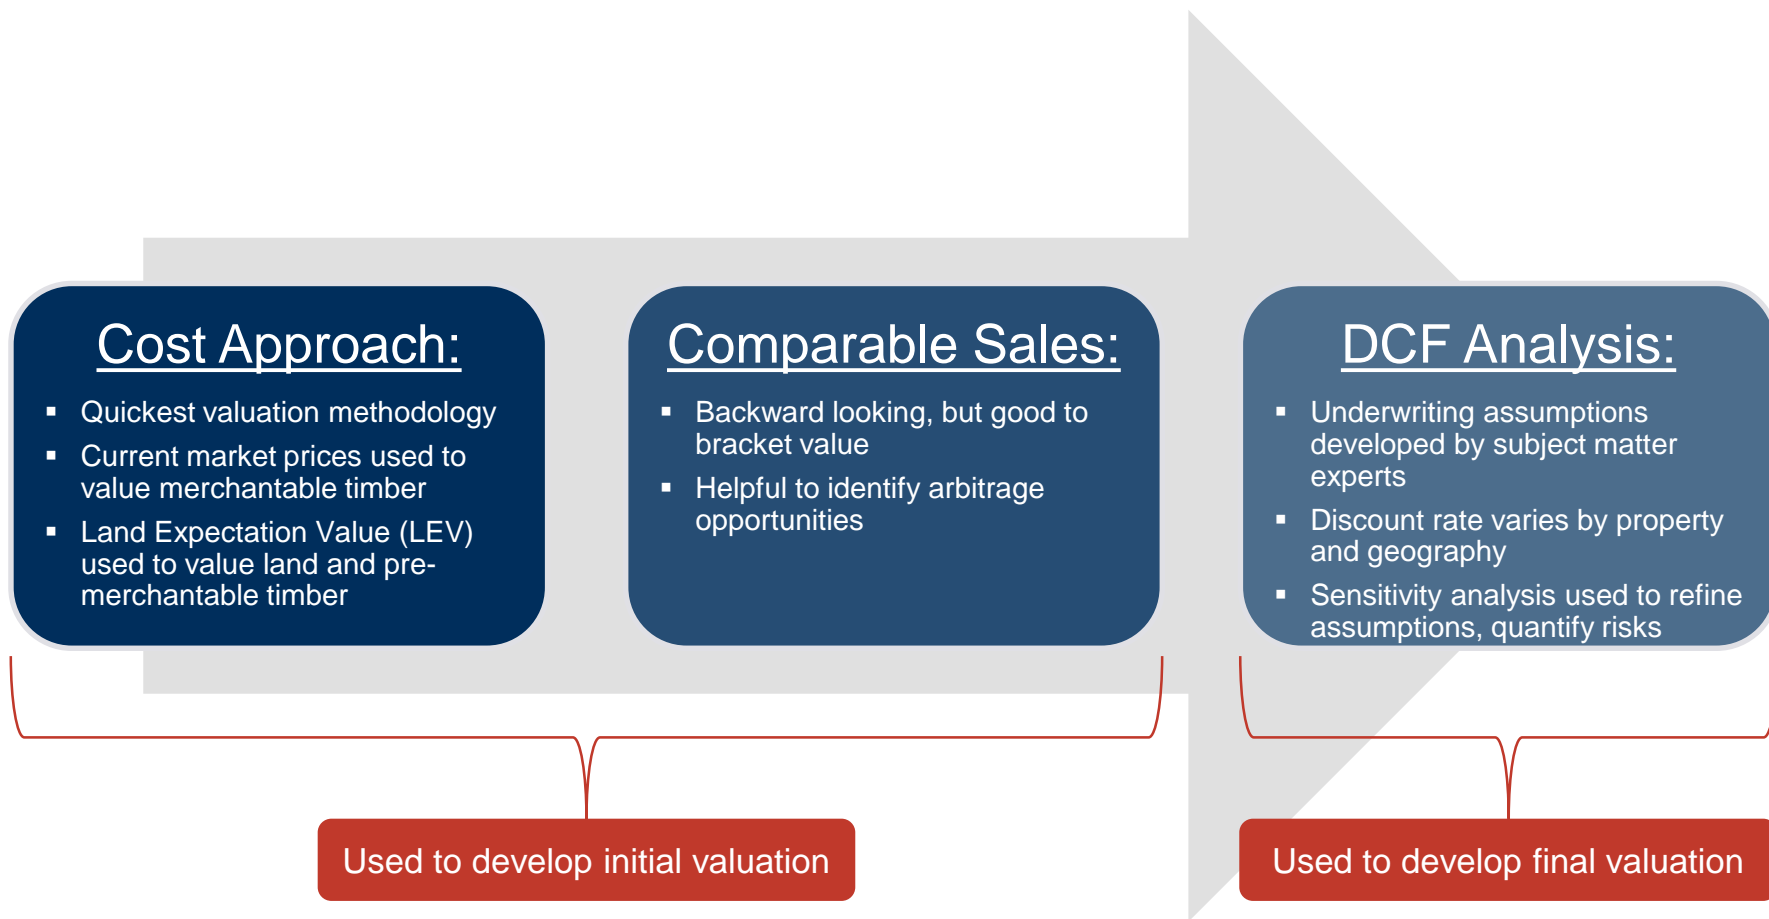 Cost Approach:
▪ Quickest valuation methodology
▪ Current market prices used to
value merchantable timber
▪ Land Expectation Value (LEV)
used to value land and pre-
merchantable timber
Comparable Sales:
▪ Backward looking, but good to
bracket value
▪ Helpful to identify arbitrage
opportunities
DCF Analysis:
▪ Underwriting assumptions
developed by subject matter
experts
▪ Discount rate varies by property
and geography
▪ Sensitivity analysis used to refine
assumptions, quantify risks
Used to develop initial valuation
Used to develop final valuation